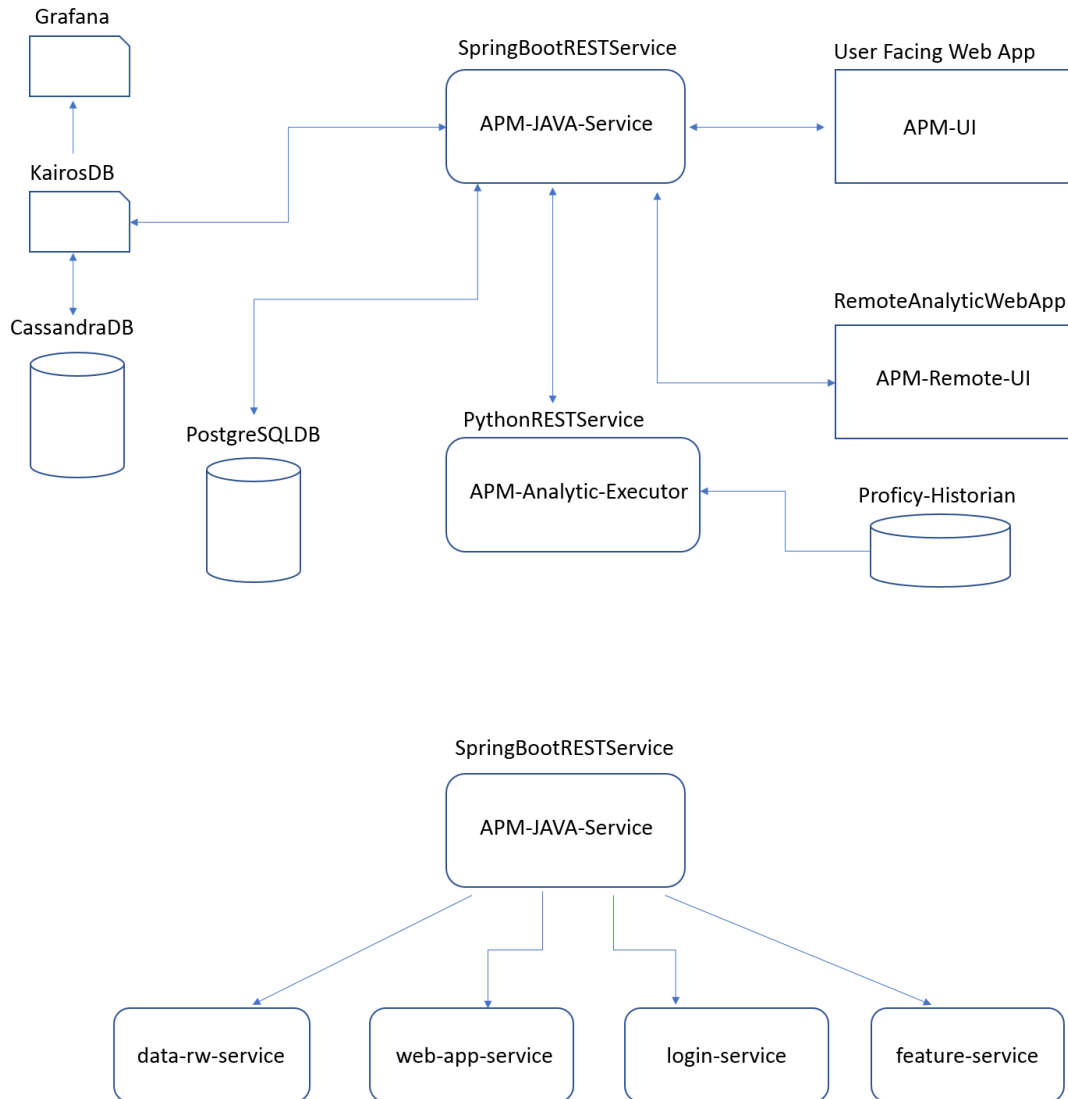 Grafana
SpringBootRESTService
User Facing Web App
APM-JAVA-Service
APM-UI
KairosDB
RemoteAnalyticWebApp
CassandraDB
APM-Remote-UI
PythonRESTService
PostgreSQLDB
APM-Analytic-Executor
Proficy-Historian
SpringBootRESTService
APM-JAVA-Service
data-rw-service
web-app-service
login-service
feature-service